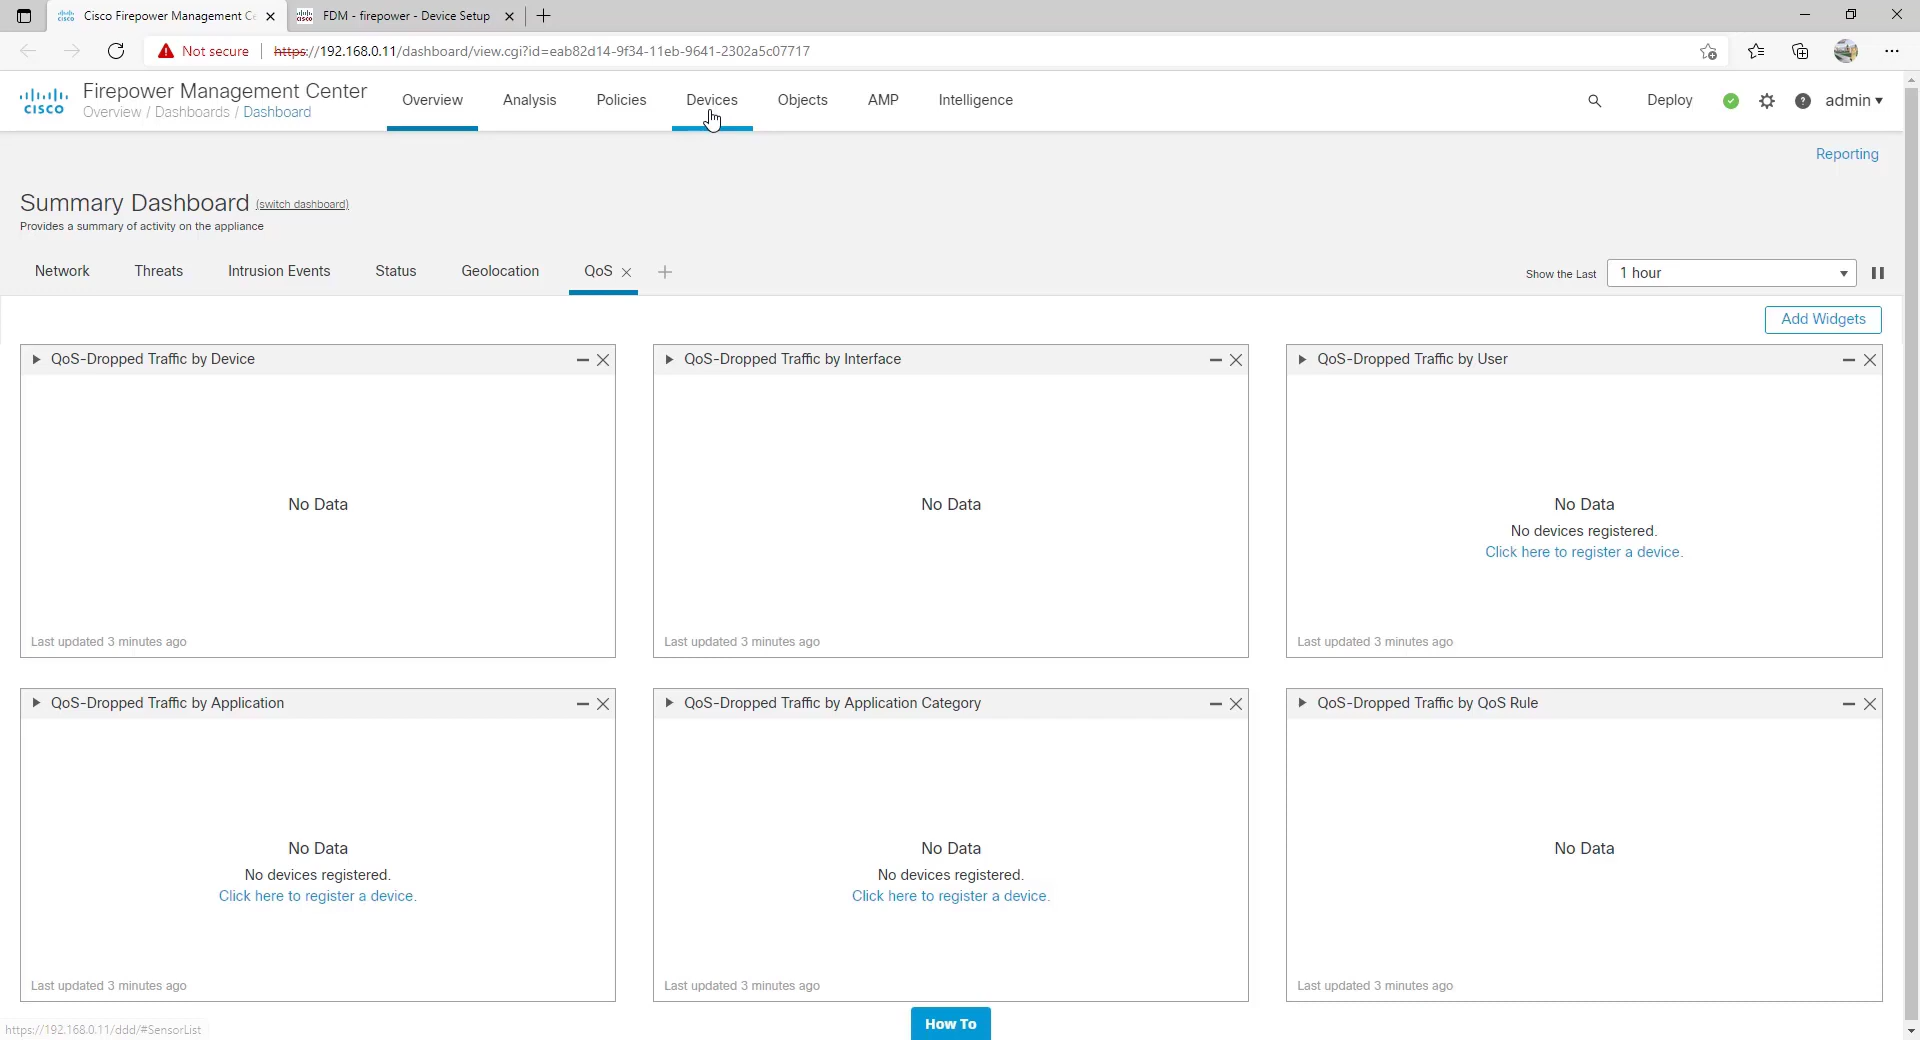 Cisco Firepower Management Ce
FDM - firepower - Device Setup
Not secure
https://192.168.0.11/dashboard/view.cgi?id=eab82d14-9f34-11eb-9641-2302a5c07717
CISCO
Firepower Management Center
Overview / Dashboards / Dashboard
Overview
Analysis
Policies
Devices
Objects
AMP
Intelligence
Deploy
admin
Reporting
Summary Dashboard (switch dashboard)
Provides a summary of activity on the appliance
Network
Threats
Intrusion Events
Status
Geolocation
QoS
Show the Last
1 hour
Add Widgets
QoS-Dropped Traffic by Device
No Data
Last updated 3 minutes ago
QoS-Dropped Traffic by Interface
No Data
Last updated 3 minutes ago
QoS-Dropped Traffic by User
No Data
No devices registered.
Click here to register a device.
Last updated 3 minutes ago
QoS-Dropped Traffic by Application
No Data
No devices registered.
Click here to register a device.
Last updated 3 minutes ago
QoS-Dropped Traffic by Application Category
No Data
No devices registered.
Click here to register a device.
Last updated 3 minutes ago
QoS-Dropped Traffic by QoS Rule
No Data
Last updated 3 minutes ago
How To
https://192.168.0.11/ddd/#SensorList